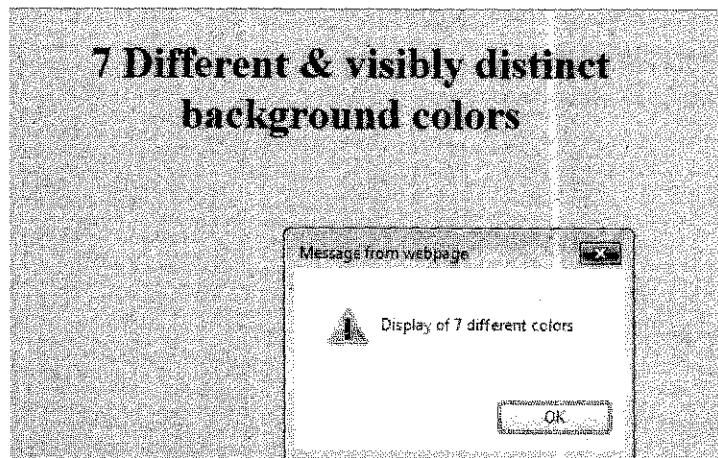 7 Different & visibly distinct
background colors
Message from webpage
Display of 7 different colors
OK